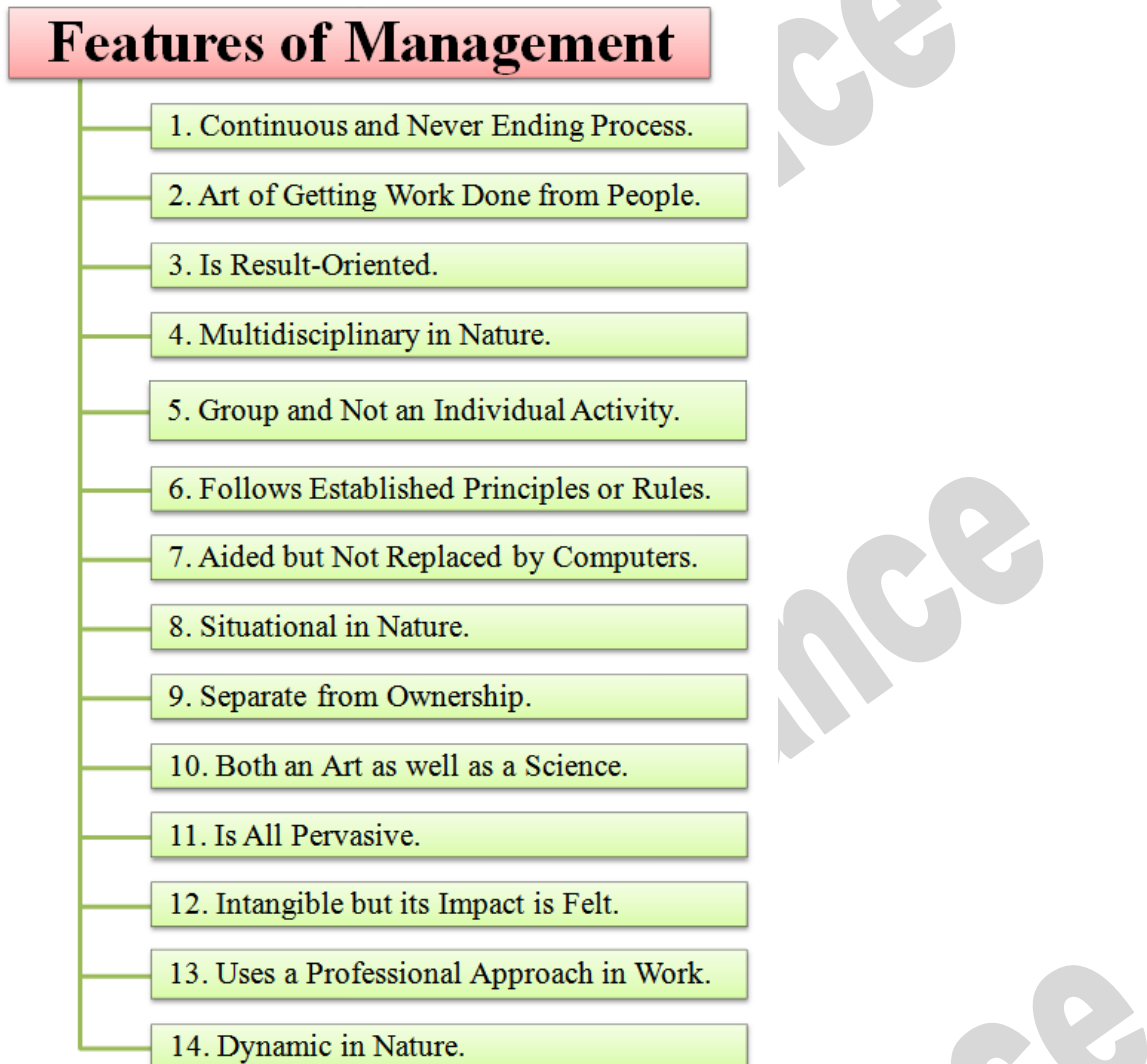 Features of Management
1. Continuous and Never Ending Process.
2. Art of Getting Work Done from People.
3. Is Result-Oriented.
4. Multidisciplinary in Nature.
5. Group and Not an Individual Activity.
6. Follows Established Principles or Rules.
7. Aided but Not Replaced by Computers.
8. Situational in Nature.
9. Separate from Ownership.
10. Both an Art as well as a Science.
11. Is All Pervasive.
12. Intangible but its Impact is Felt.
13. Uses a Professional Approach in Work.
14. Dynamic in Nature.